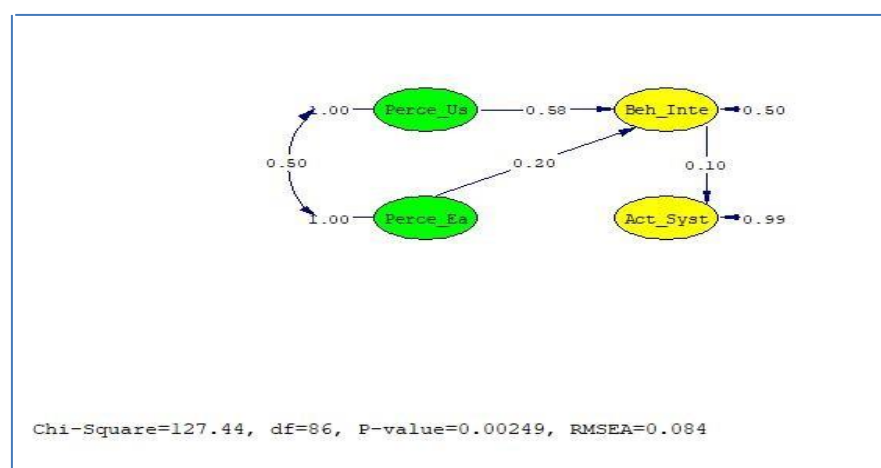 1.00 Perce_Us 0.58 Beh_Inte 0.50
0.50 0.20 0.10
1.00 Perce_Ea Act_Syst 0.99
Chi-Square=127.44, df=86, P-value=0.00249, RMSEA=0.084